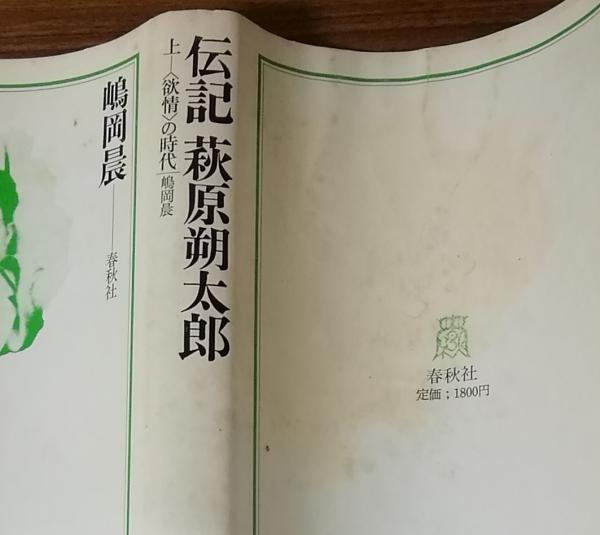 伝記 萩原朔太郎
上―〈欲情〉の時代|嶋岡晨
嶋岡晨――春秋社
春秋社
定価；1800円